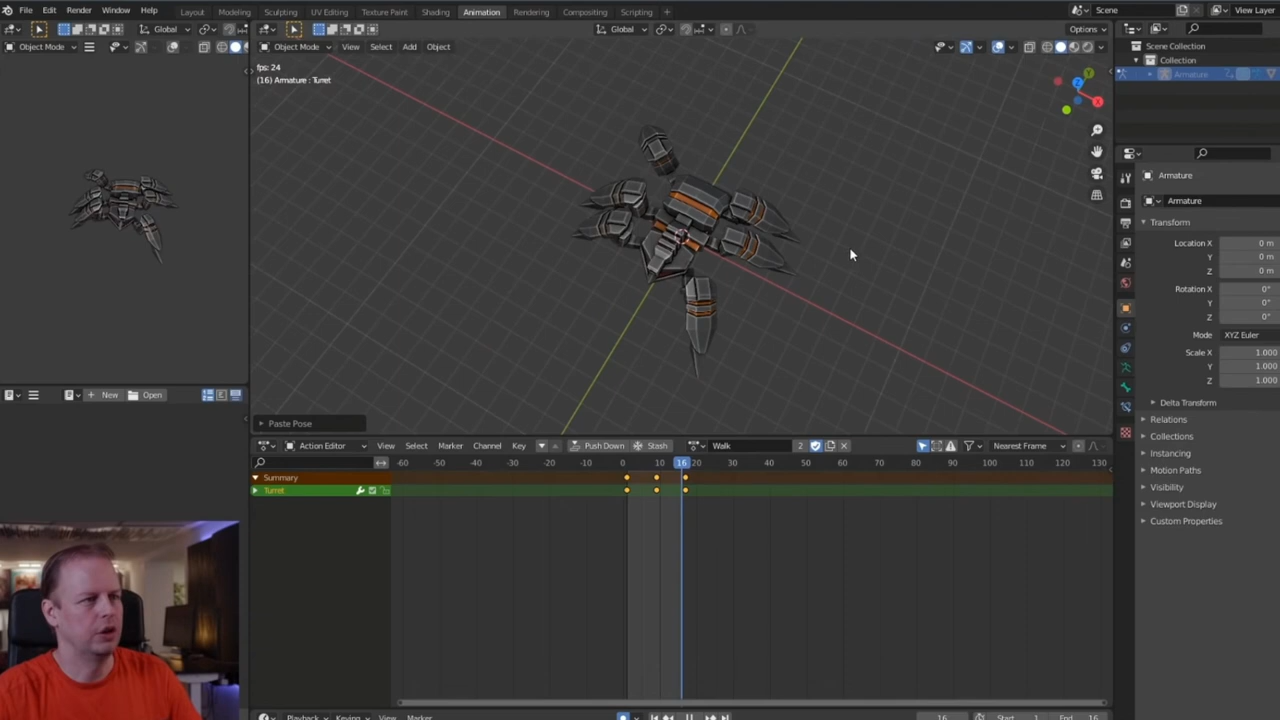 File Edit Render Window Help Layout Modeling Sculpting UV Editing Texture Paint Shading Animation Rendering Compositing Scripting + Scene View Layer
Global Global Options
Object Mode Object Mode View Select Add Object
fps: 24
(16) Armature : Turret
Scene Collection
Collection
Armature
Armature
Armature
Transform
Location X 0 m
Y 0 m
Z 0 m
Rotation X 0°
Y 0°
Z 0°
Mode XYZ Euler
Scale X 1.000
Y 1.000
Z 1.000
Delta Transform
Relations
Collections
Instancing
Motion Paths
Visibility
Viewport Display
Custom Properties
New Open
Paste Pose
Action Editor View Select Marker Channel Key Push Down Stash Walk 2 Nearest Frame
-60 -50 -40 -30 -20 -10 0 10 16 20 30 40 50 60 70 80 90 100 110 120 130
Summary
Turret
Playback Keying View Marker 16 Start 1 End 16